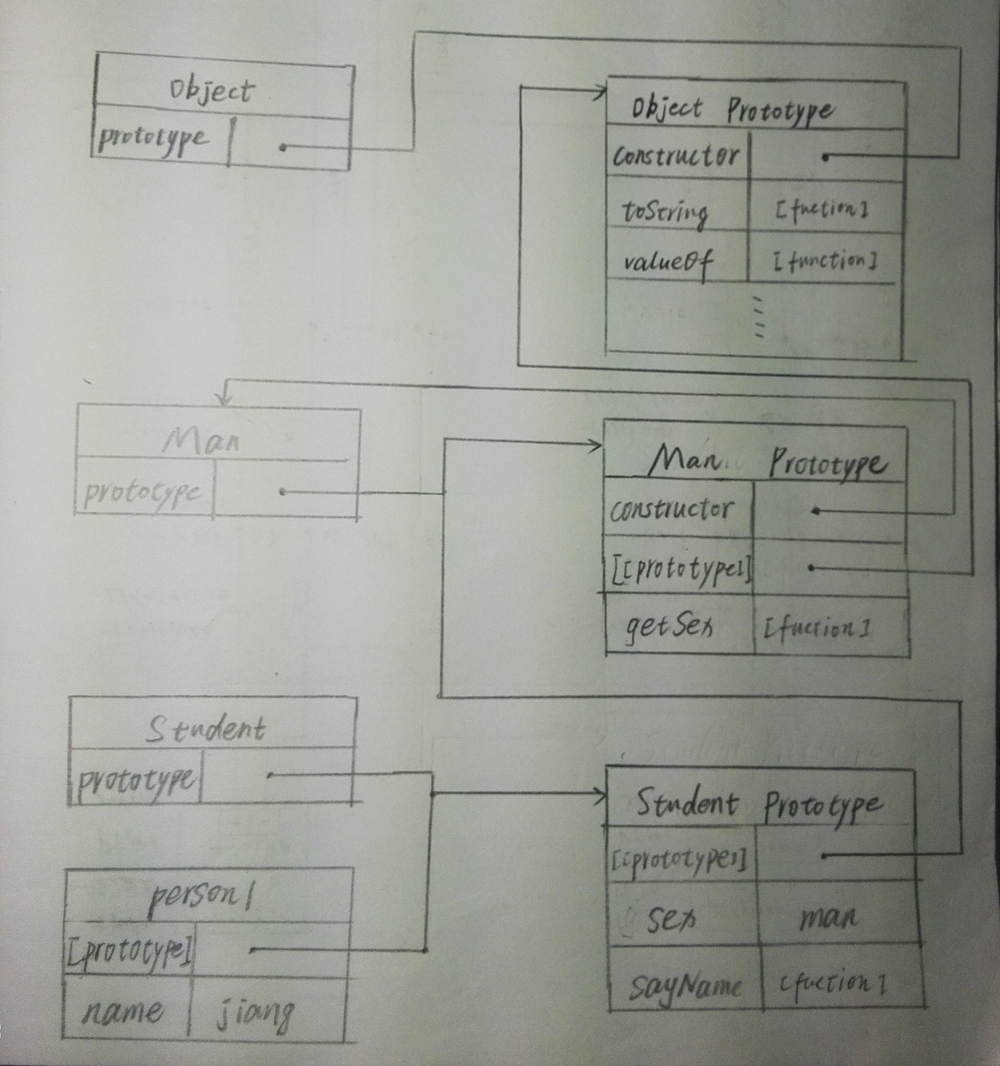 Object
prototype
Object Prototype
constructor
toString [fuction]
valueOf [function]
Man
prototype
Man Prototype
constructor
[[prototype]]
getSex [fuction]
Student
prototype
Student Prototype
[[prototype]]
sex man
sayName [fuction]
person1
[prototype]
name jiang